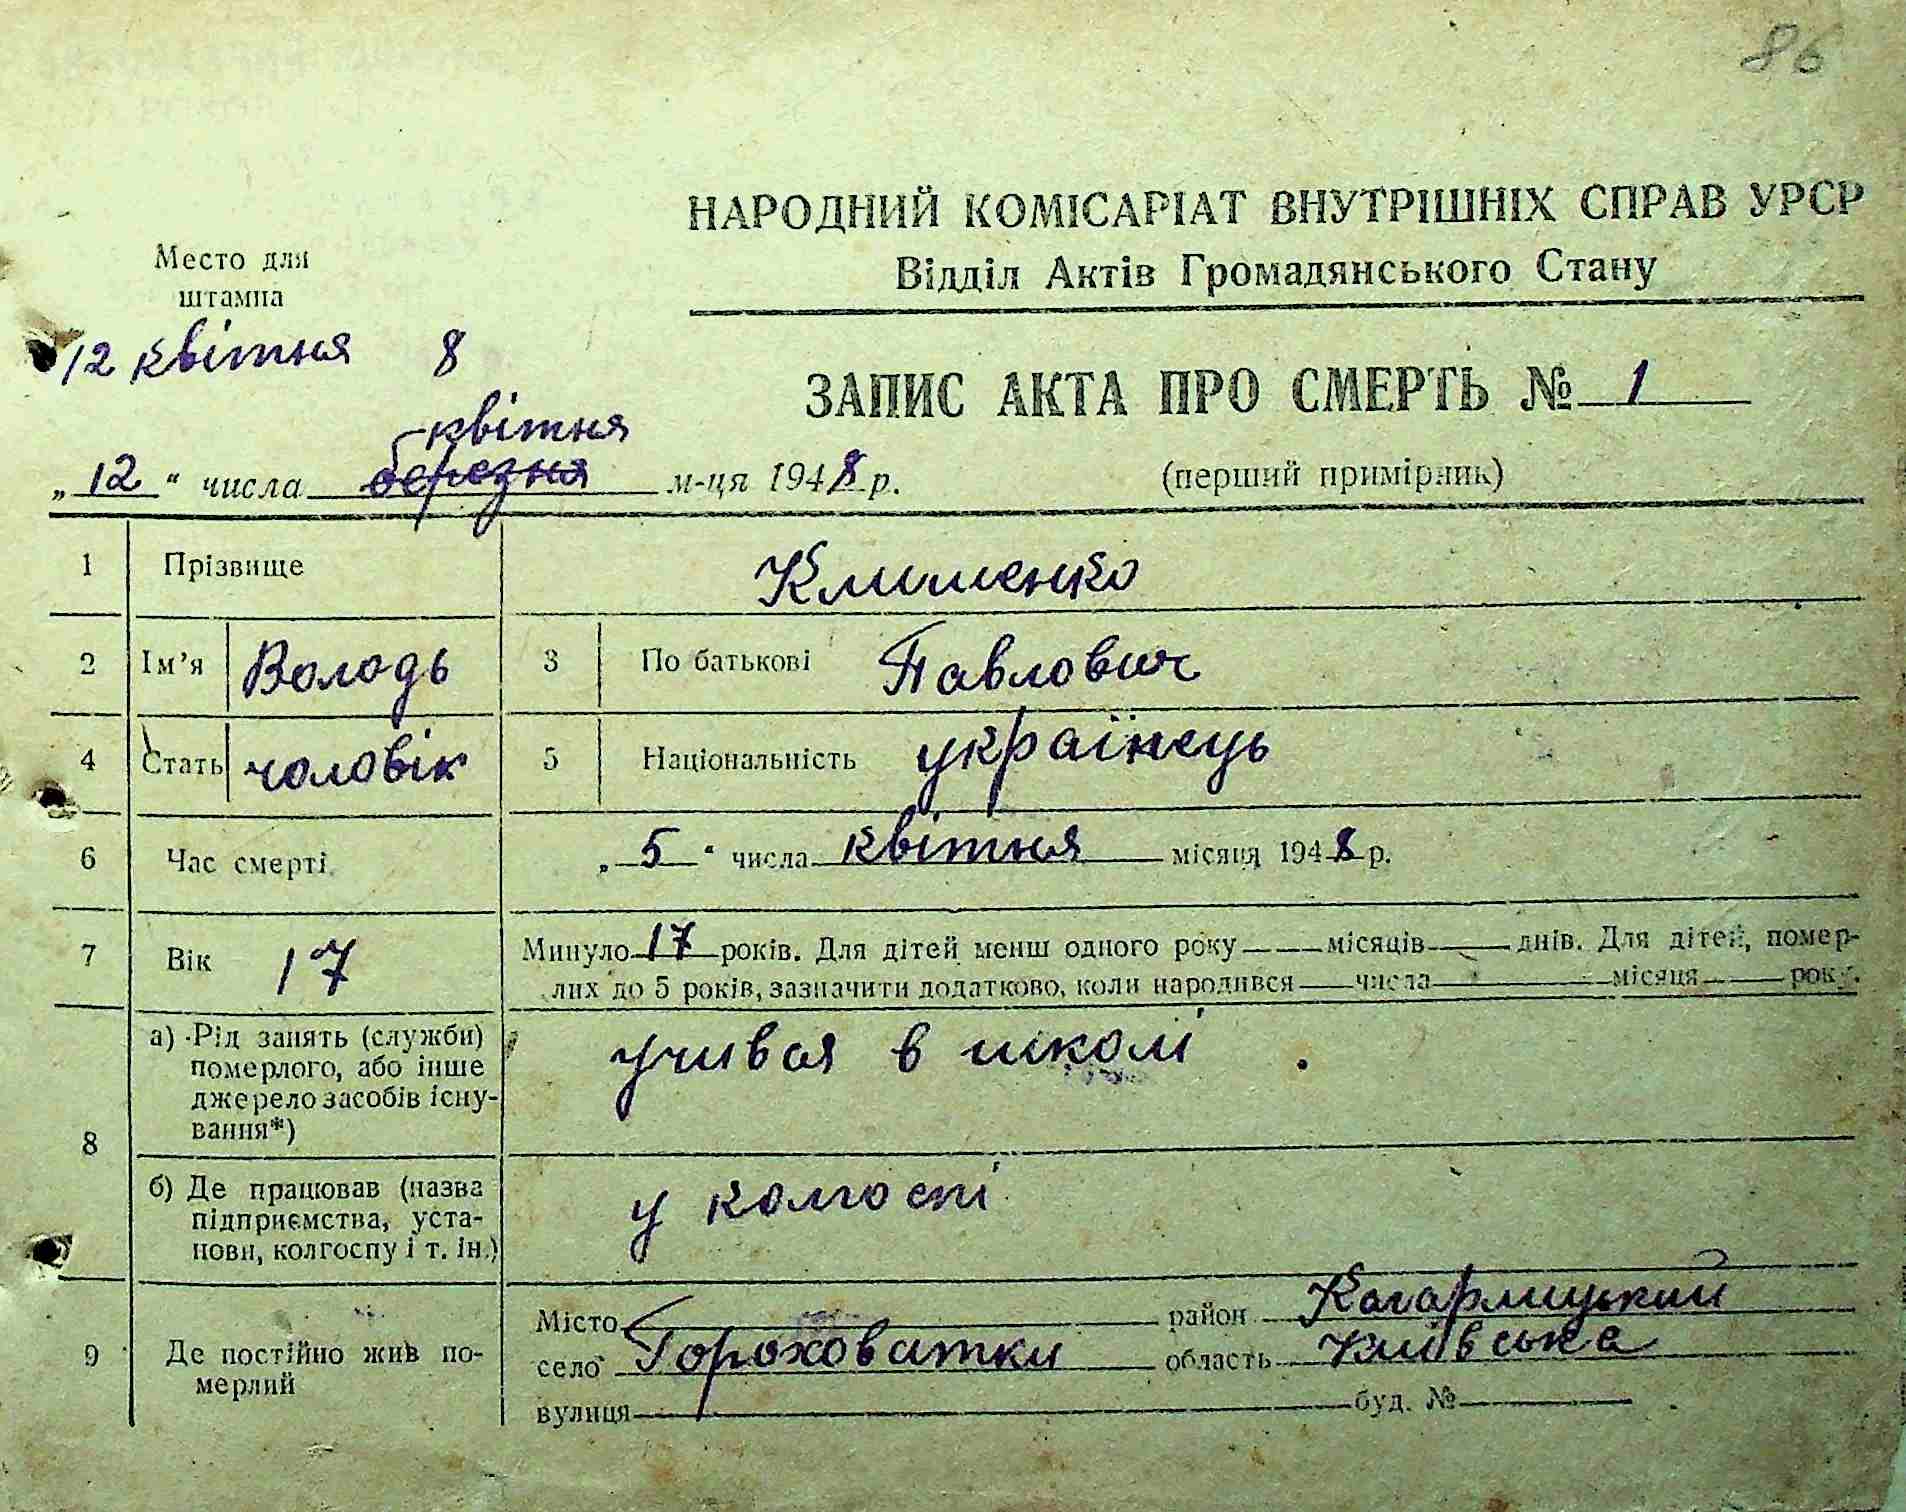 86
НАРОДНИЙ КОМІСАРІАТ ВНУТРІШНІХ СПРАВ УРСР
Відділ Актів Громадянського Стану
Место для
штампа
12 квітня 8
ЗАПИС АКТА ПРО СМЕРТЬ № 1
квітня
„12“ числа березня м-ця 1948 р.
(перший примірник)
1 Прізвище Клименко
2 Ім’я Володь 3 По батькові Павлович
4 Стать чоловік 5 Національність українець
6 Час смерті „5“ числа квітня місяця 1948 р.
7 Вік 17 Минуло 17 років. Для дітей менш одного року — місяців — днів. Для дітей, помер-
лих до 5 років, зазначити додатково, коли народився — числа — місяця — року.
8 а) Рід занять (служби) учивоя в школі
померлого, або інше
джерело засобів існу-
вання*)
б) Де працював (назва у колгоспі
підприємства, уста-
нови, колгоспу і т. ін.)
9 Де постійно жив по-
мерлий
Місто район Кагарлицький
село Гороховатки область Київська
вулиця буд. №